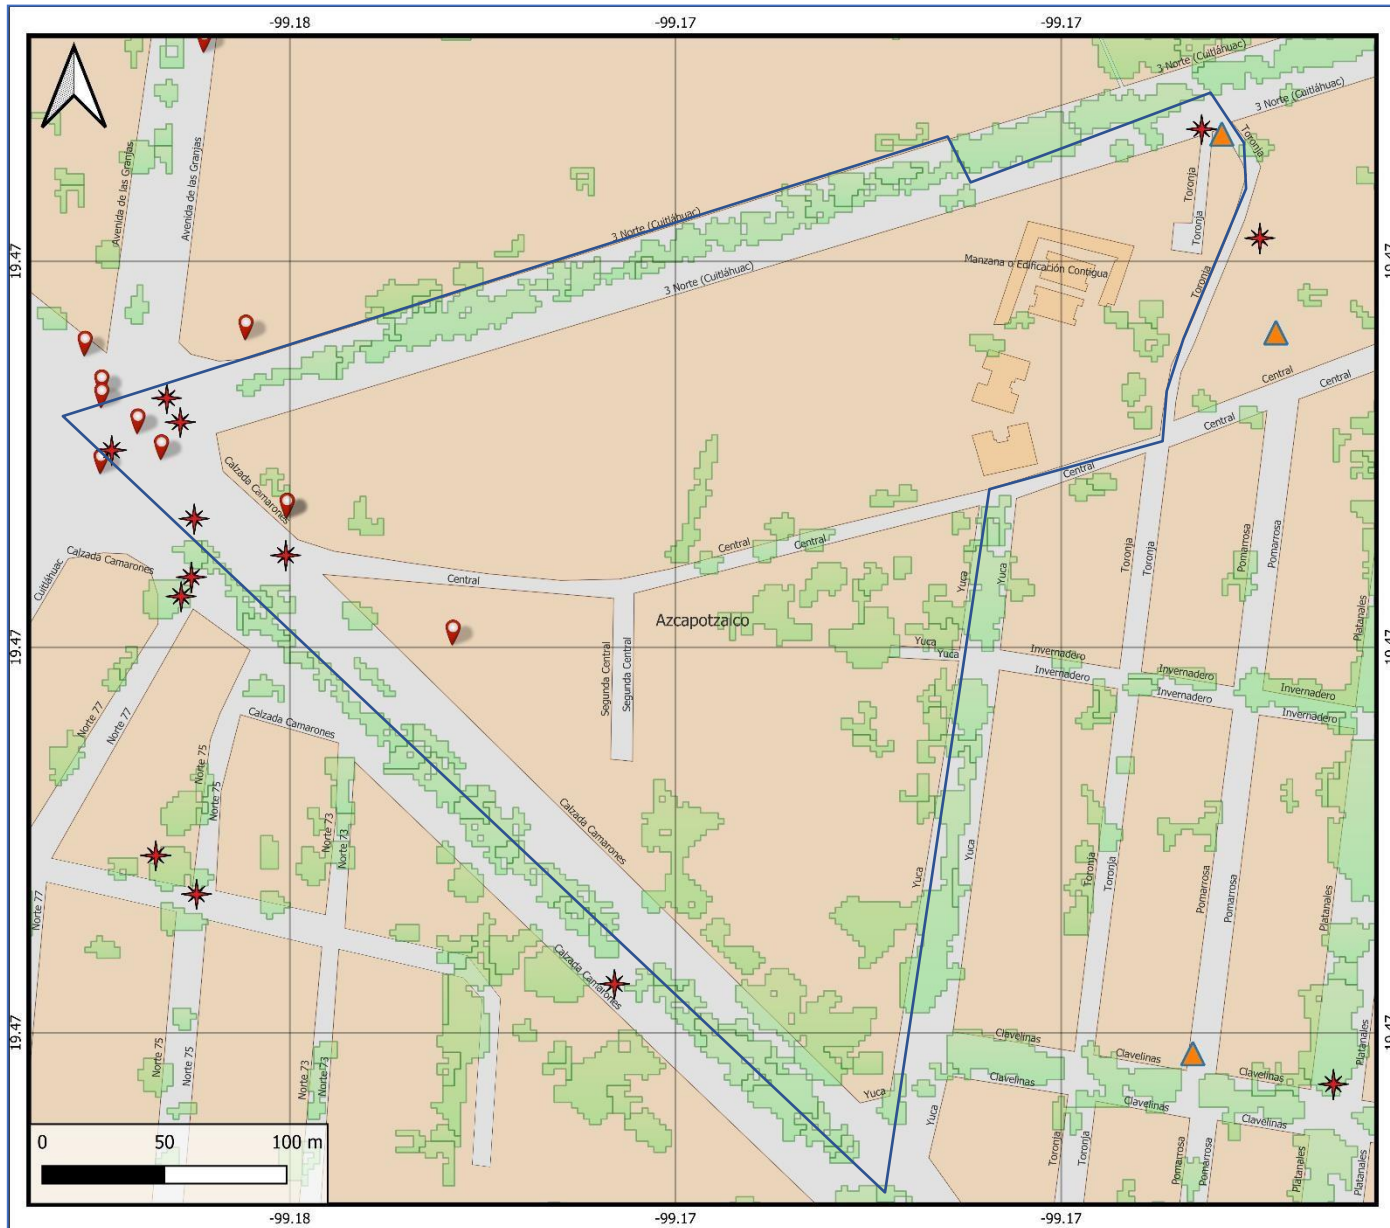 -99.18
-99.17
-99.17
3 Norte (Cuitláhuac)
3 Norte (Cuitláhuac)
Avenida de las Granjas
Avenida de las Granjas
Toronja
Toronja
Toronja
3 Norte (Cuitláhuac)
19.47
19.47
Manzana o Edificación Contigua
3 Norte (Cuitláhuac)
Toronja
Central
Central
Central
Calzada Camarones
Central
Central
Central
Calzada Camarones
Cuitláhuac
Central
Toronja
Toronja
Pomarrosa
Pomarrosa
Yuca
Yuca
Platanales
Azcapotzalco
19.47
19.47
Yuca
Yuca
Invernadero
Invernadero
Invernadero
Invernadero
Invernadero
Invernadero
Segunda Central
Segunda Central
Norte 77
Norte 77
Calzada Camarones
Norte 75
Norte 75
Norte 73
Norte 73
Calzada Camarones
Yuca
Yuca
Toronja
Toronja
Pomarrosa
Pomarrosa
Platanales
Norte 77
Calzada Camarones
19.47
19.47
Clavelinas
Clavelinas
Clavelinas
Platanales
Norte 75
Norte 75
Norte 73
Norte 73
Clavelinas
Yuca
Yuca
Clavelinas
Clavelinas
Toronja
Toronja
Pomarrosa
Pomarrosa
Platanales
Platanales
0 50 100 m
-99.18
-99.17
-99.17